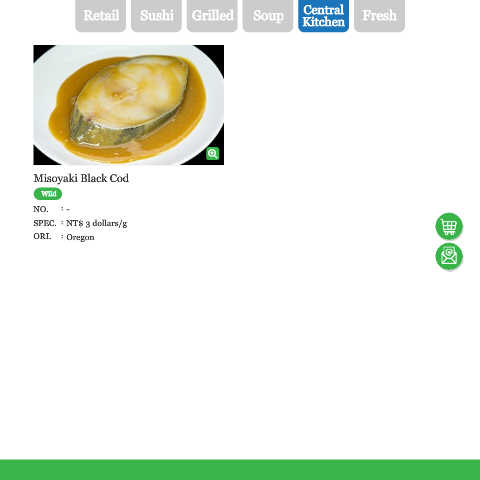 Retail
Sushi
Grilled
Soup
Central
Kitchen
Fresh
Misoyaki Black Cod
Wild
NO. : -
SPEC. : NT$ 3 dollars/g
ORI. : Oregon